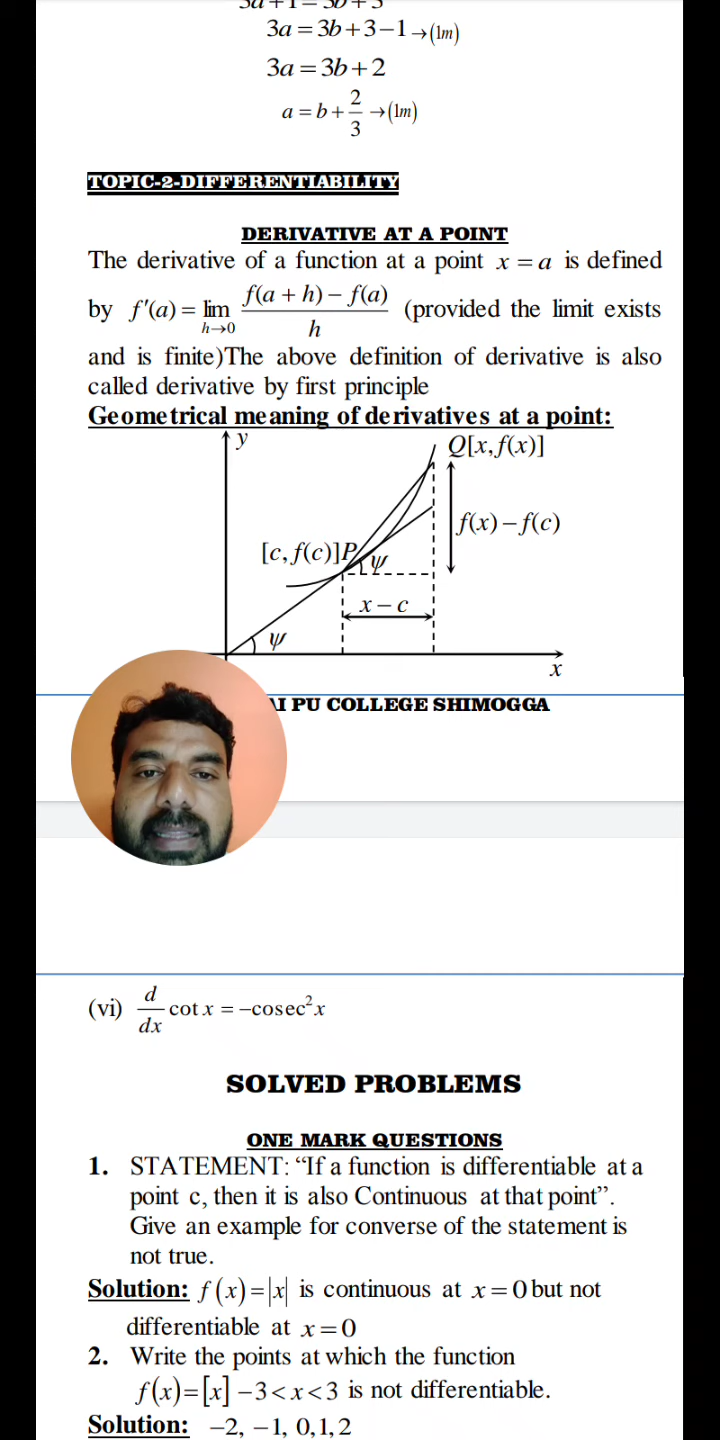 3a = 3b+3−1→(1m)
3a = 3b+2
a = b+2/3 →(1m)
TOPIC-2-DIFFERENTIABILITY
DERIVATIVE AT A POINT
The derivative of a function at a point x = a is defined
by f'(a) = lim h→0 f(a + h) − f(a) / h (provided the limit exists
and is finite)The above definition of derivative is also
called derivative by first principle
Geometrical meaning of derivatives at a point:
y
Q[x, f(x)]
f(x) − f(c)
[c, f(c)]P
ψ
x − c
ψ
x
I PU COLLEGE SHIMOGGA
(vi) d/dx cot x = −cosec²x
SOLVED PROBLEMS
ONE MARK QUESTIONS
1. STATEMENT: “If a function is differentiable at a
point c, then it is also Continuous at that point”.
Give an example for converse of the statement is
not true.
Solution: f(x)=|x| is continuous at x=0 but not
differentiable at x=0
2. Write the points at which the function
f(x)=[x] −3<x<3 is not differentiable.
Solution: −2, −1, 0,1,2